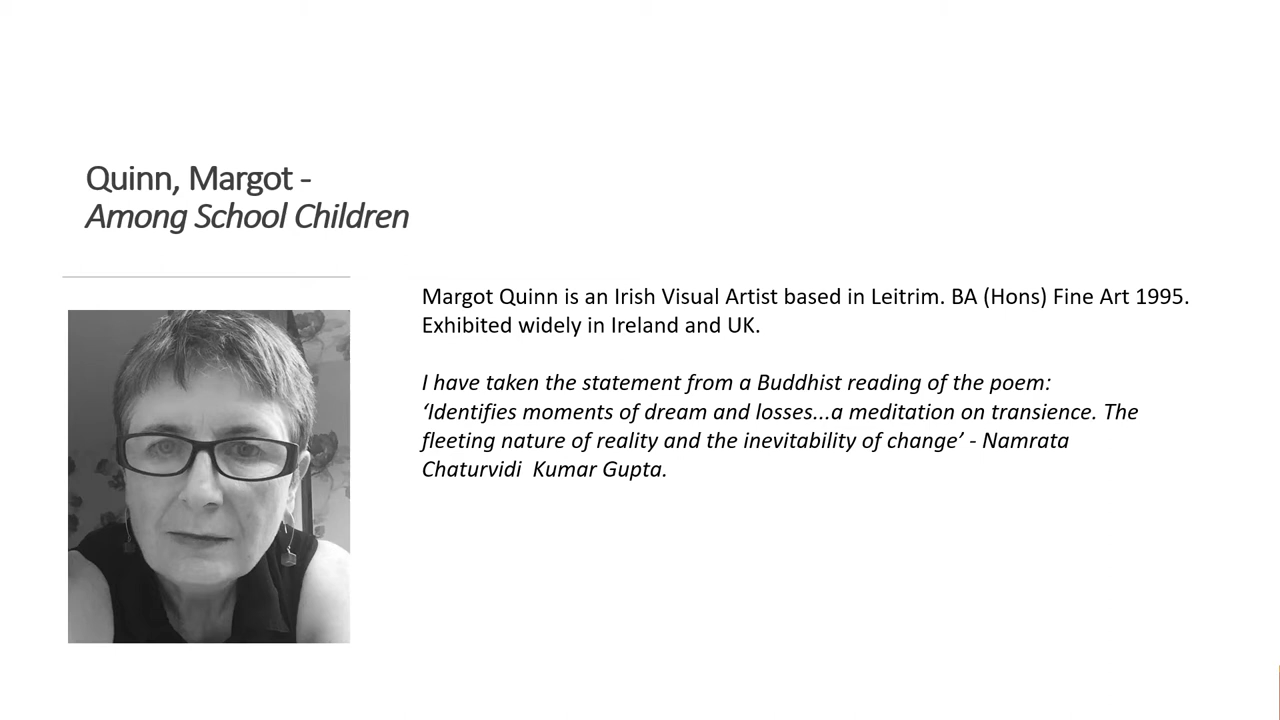 Quinn, Margot -
Among School Children
Margot Quinn is an Irish Visual Artist based in Leitrim. BA (Hons) Fine Art 1995.
Exhibited widely in Ireland and UK.
I have taken the statement from a Buddhist reading of the poem:
‘Identifies moments of dream and losses...a meditation on transience. The
fleeting nature of reality and the inevitability of change’ - Namrata
Chaturvidi  Kumar Gupta.